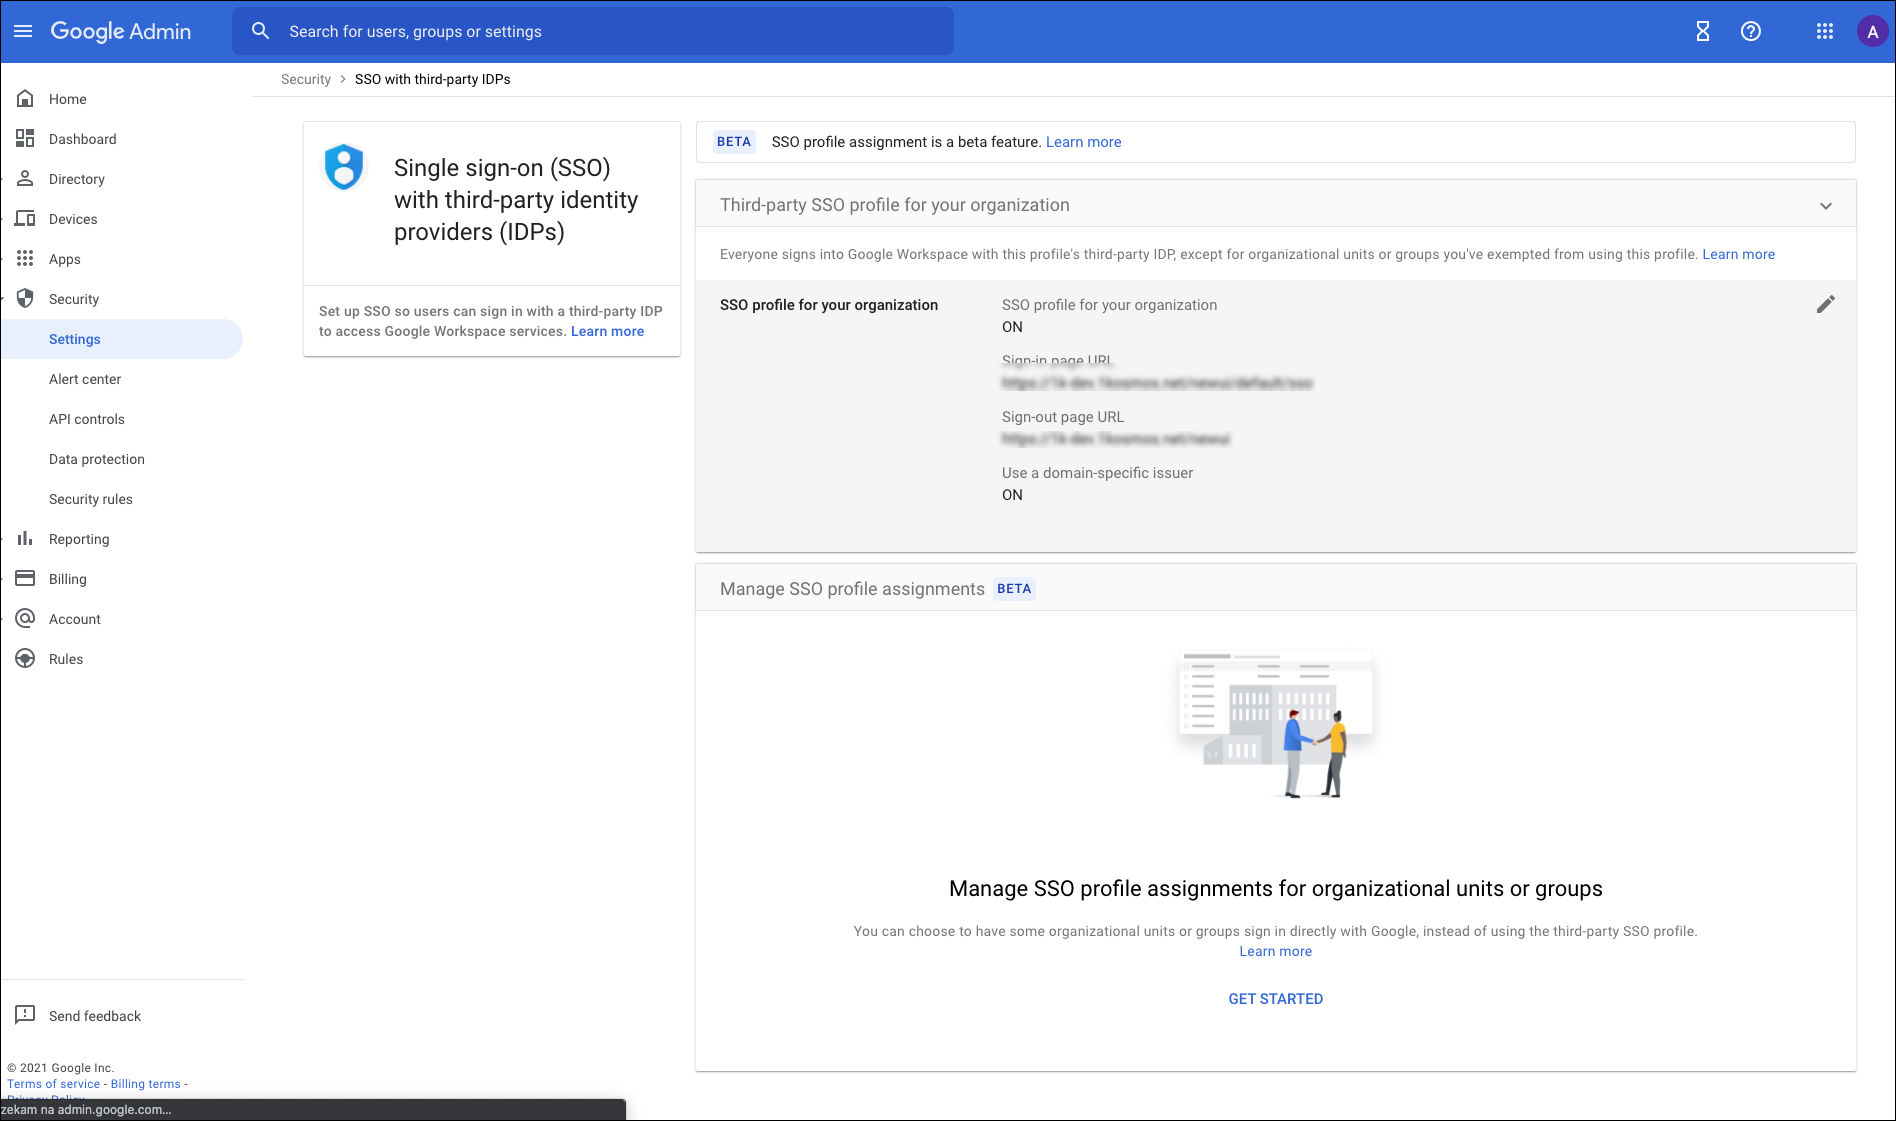 Google Admin
Search for users, groups or settings
A
Security > SSO with third-party IDPs
Home
Dashboard
Directory
Devices
Apps
Security
Settings
Alert center
API controls
Data protection
Security rules
Reporting
Billing
Account
Rules
Send feedback
© 2021 Google Inc.
Terms of service - Billing terms -
Privacy Policy
zekam na admin.google.com...
Single sign-on (SSO)
with third-party identity
providers (IDPs)
Set up SSO so users can sign in with a third-party IDP
to access Google Workspace services. Learn more
BETA SSO profile assignment is a beta feature. Learn more
Third-party SSO profile for your organization
Everyone signs into Google Workspace with this profile's third-party IDP, except for organizational units or groups you've exempted from using this profile. Learn more
SSO profile for your organization
SSO profile for your organization
ON
Sign-in page URL
Sign-out page URL
Use a domain-specific issuer
ON
Manage SSO profile assignments BETA
Manage SSO profile assignments for organizational units or groups
You can choose to have some organizational units or groups sign in directly with Google, instead of using the third-party SSO profile.
Learn more
GET STARTED